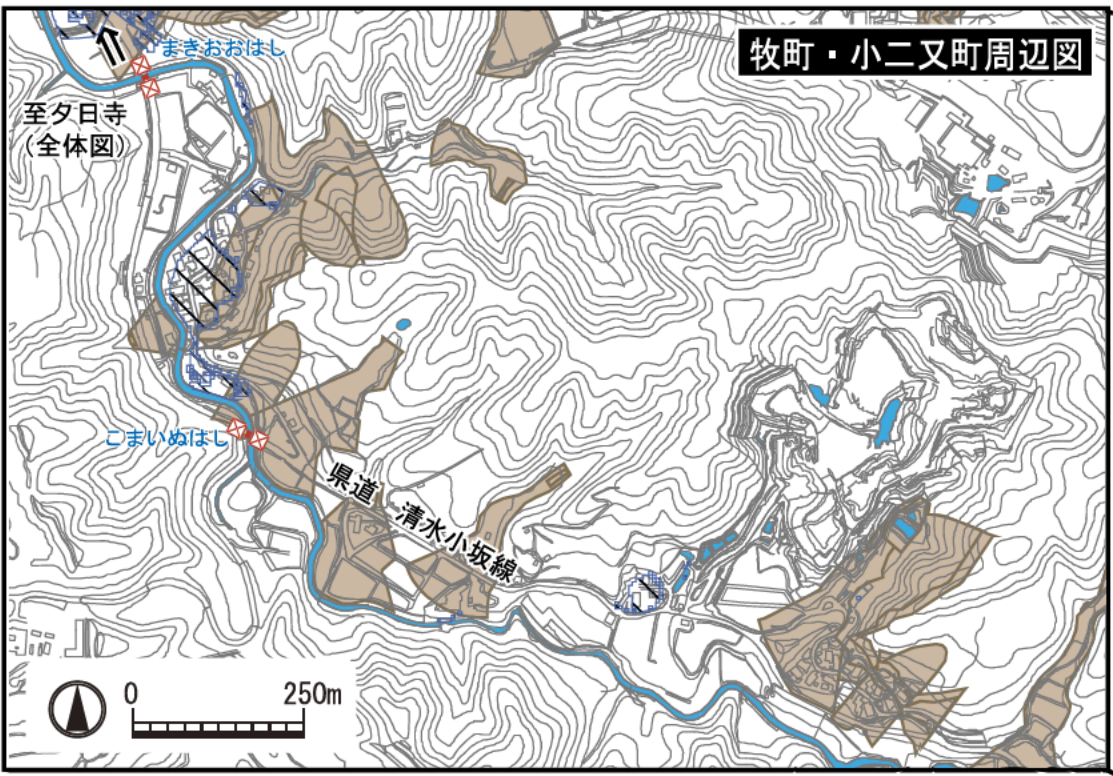 牧町・小二又町周辺図
まきおおはし
至夕日寺
(全体図)
こまいぬはし
県道 清水小坂線
0 250m